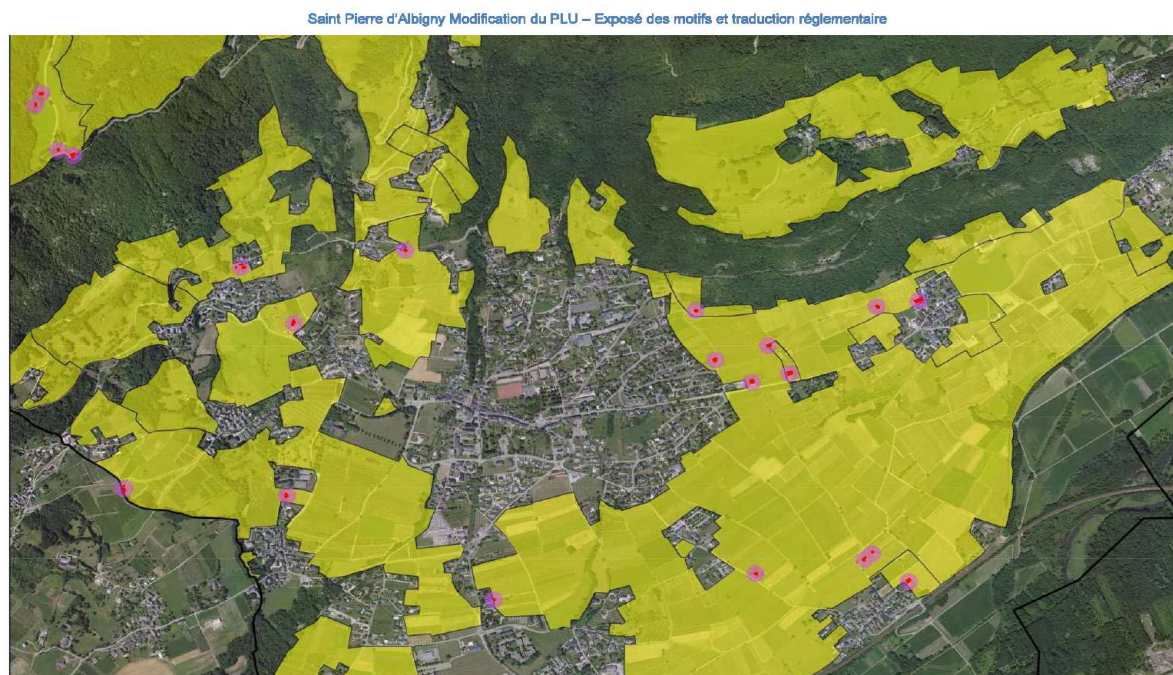 Saint Pierre d'Albigny Modification du PLU – Exposé des motifs et traduction réglementaire